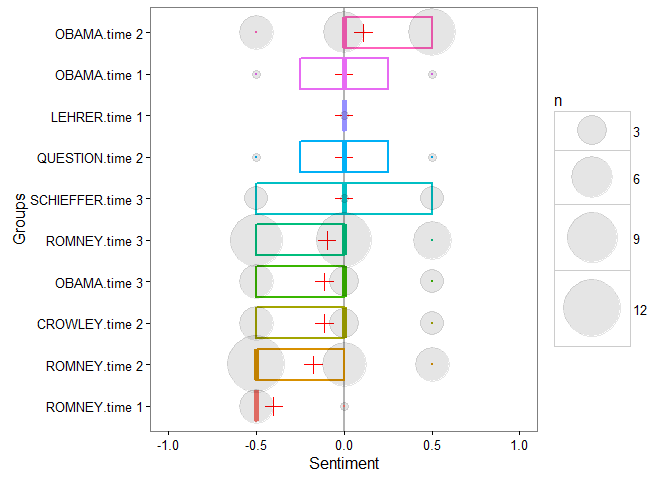 OBAMA.time 2
OBAMA.time 1
LEHRER.time 1
QUESTION.time 2
SCHIEFFER.time 3
ROMNEY.time 3
OBAMA.time 3
CROWLEY.time 2
ROMNEY.time 2
ROMNEY.time 1
Groups
-1.0 -0.5 0.0 0.5 1.0
Sentiment
n
3
6
9
12